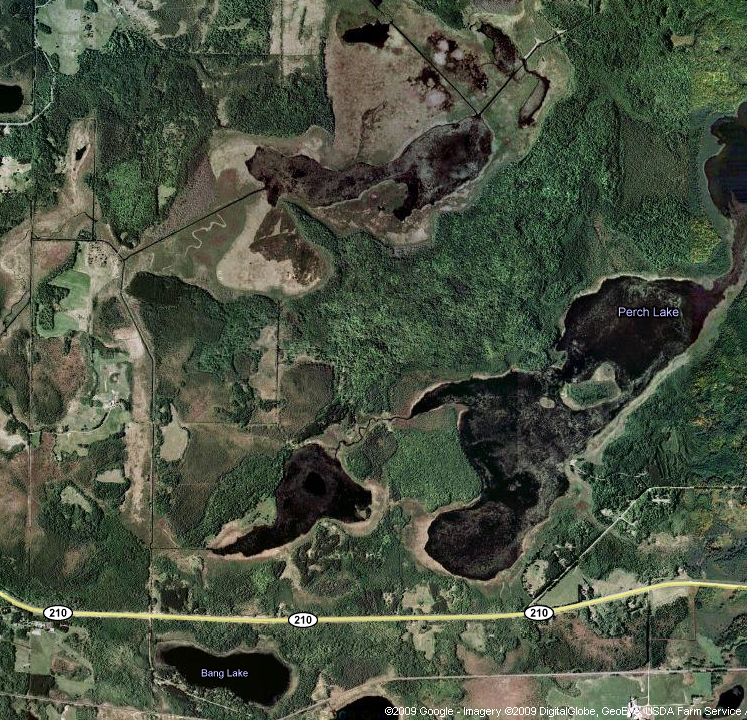 Perch Lake
210
210
210
Bang Lake
©2009 Google - Imagery ©2009 DigitalGlobe, GeoEye, USDA Farm Service A